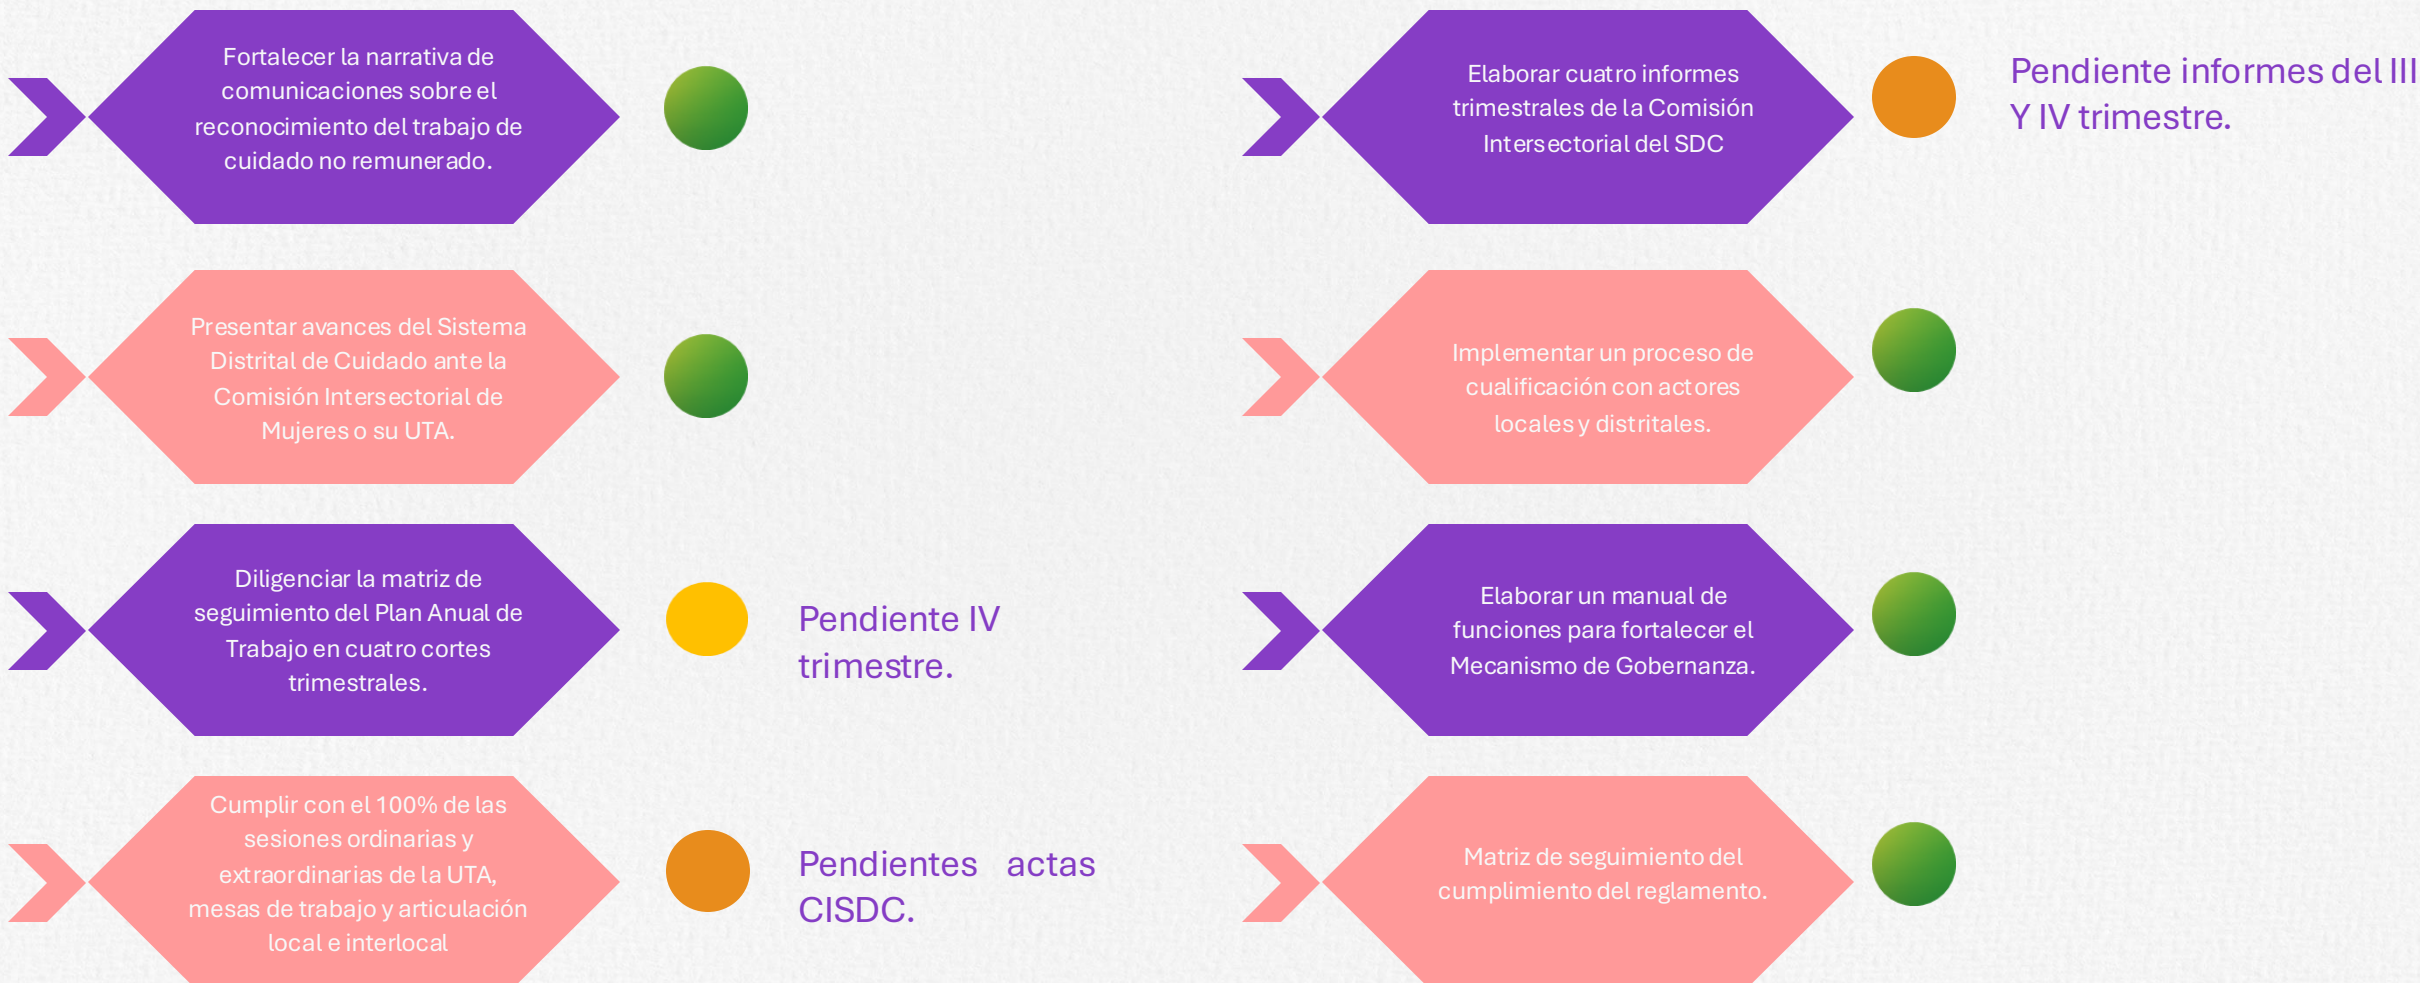 Fortalecer la narrativa de
comunicaciones sobre el
reconocimiento del trabajo de
cuidado no remunerado.
Presentar avances del Sistema
Distrital de Cuidado ante la
Comisión Intersectorial de
Mujeres o su UTA.
Diligenciar la matriz de
seguimiento del Plan Anual de
Trabajo en cuatro cortes
trimestrales.
Pendiente IV
trimestre.
Cumplir con el 100% de las
sesiones ordinarias y
extraordinarias de la UTA,
mesas de trabajo y articulación
local e interlocal
Pendientes actas
CISDC.
Elaborar cuatro informes
trimestrales de la Comisión
Intersectorial del SDC
Pendiente informes del III
Y IV trimestre.
Implementar un proceso de
cualificación con actores
locales y distritales.
Elaborar un manual de
funciones para fortalecer el
Mecanismo de Gobernanza.
Matriz de seguimiento del
cumplimiento del reglamento.